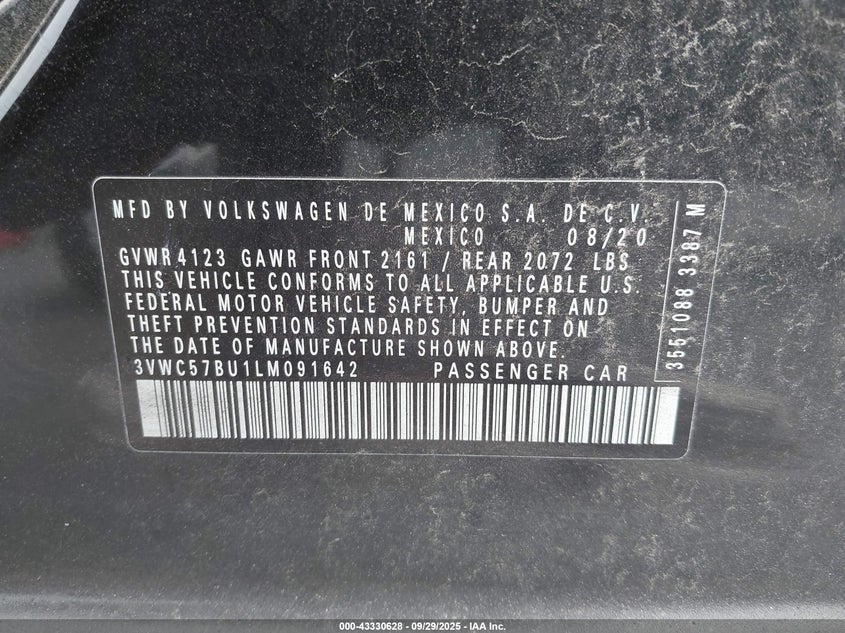 MFD BY VOLKSWAGEN DE MEXICO S.A. DE C.V.
MEXICO 08/20
GVWR 4123 GAWR FRONT 2161 / REAR 2072 LBS
THIS VEHICLE CONFORMS TO ALL APPLICABLE U.S.
FEDERAL MOTOR VEHICLE SAFETY, BUMPER AND
THEFT PREVENTION STANDARDS IN EFFECT ON
THE DATE OF MANUFACTURE SHOWN ABOVE.
3VWC57BU1LM091642 PASSENGER CAR
3551088 3387 M
000-43330628 - 09/29/2025 - IAA Inc.